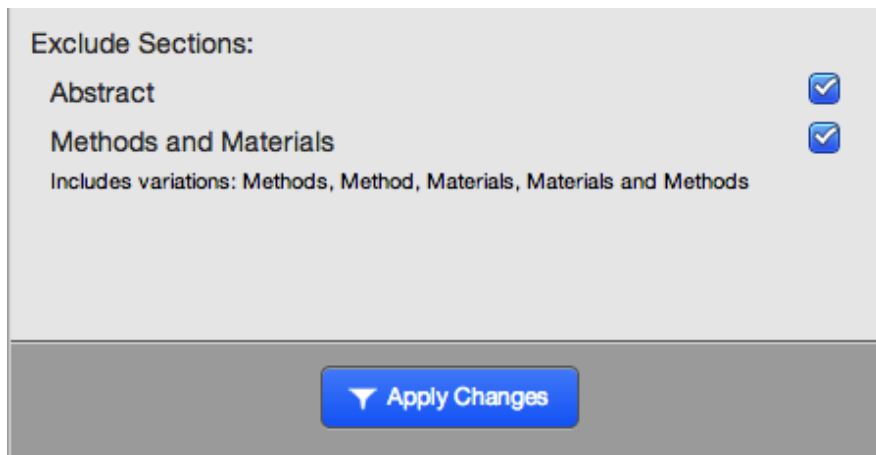 Exclude Sections:
Abstract
Methods and Materials
Includes variations: Methods, Method, Materials, Materials and Methods
Apply Changes